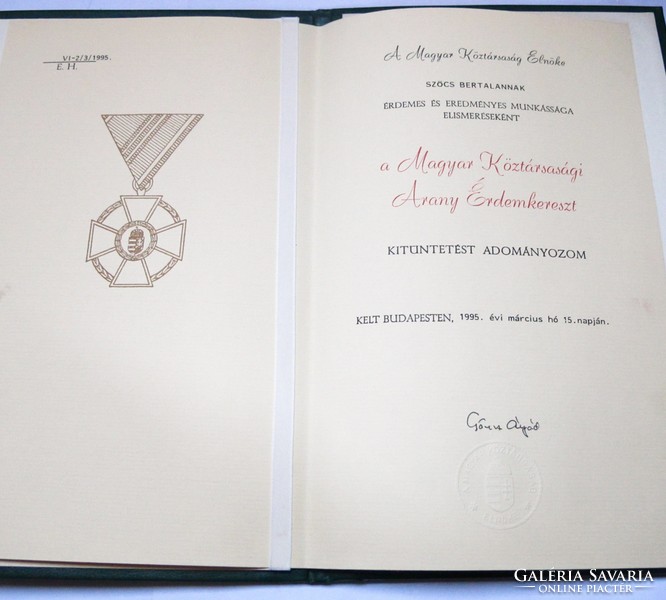 VI-2/3/1995.
E. H.
A Magyar Köztársaság Elnöke
SZŐCS BERTALANNAK
ÉRDEMES ÉS EREDMÉNYES MUNKÁSSÁGA
ELISMERÉSEKÉNT
a Magyar Köztársasági
Arany Érdemkereszt
KITÜNTETÉST ADOMÁNYOZOM
KELT BUDAPESTEN, 1995. évi március hó 15.napján.
Göncz Árpád
GALÉRIA SAVARIA
ONLINE PIACTÉR